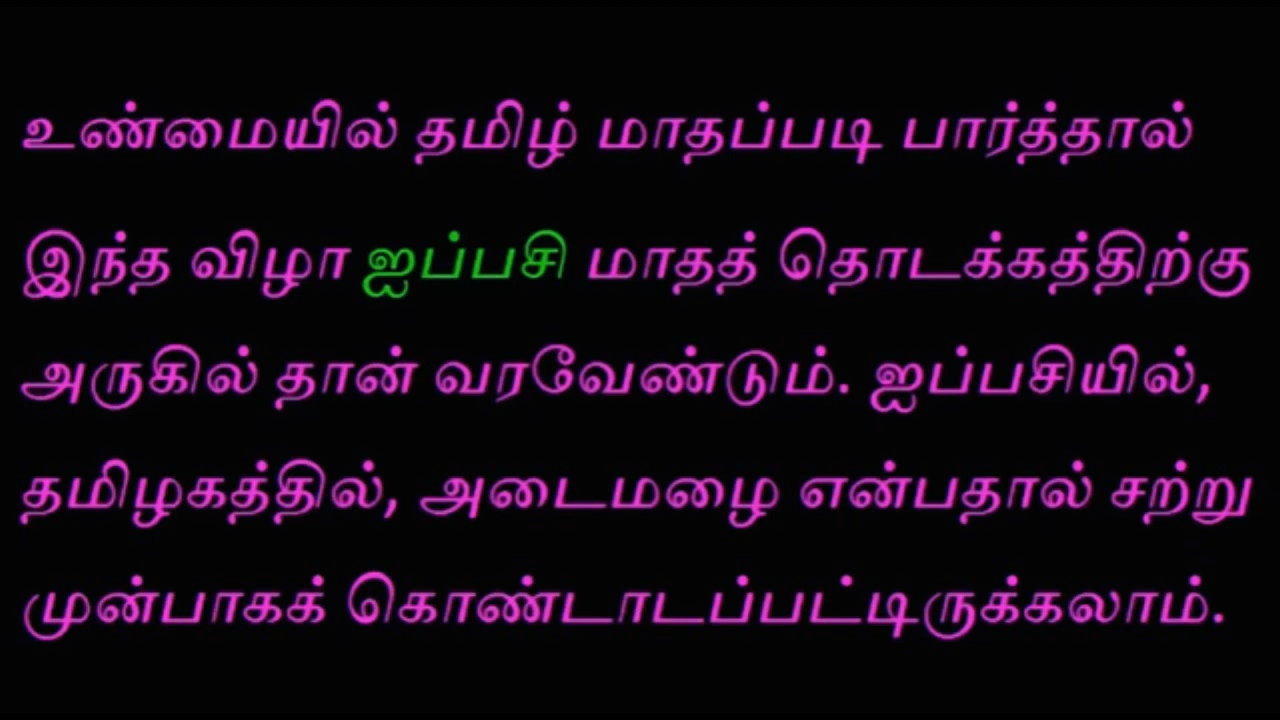 உண்மையில் தமிழ் மாதப்படி பார்த்தால்
இந்த விழா ஐப்பசி மாதத் தொடக்கத்திற்கு
அருகில் தான் வரவேண்டும். ஐப்பசியில்,
தமிழகத்தில், அடைமழை என்பதால் சற்று
முன்பாகக் கொண்டாடப்பட்டிருக்கலாம்.